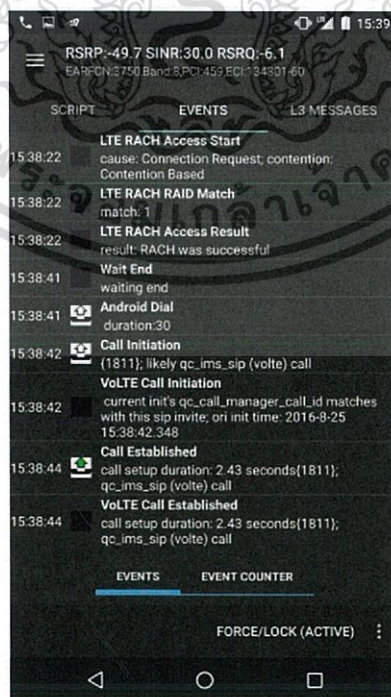 15:39
RSRP:-49.7 SINR:30.0 RSRQ:-6.1
EARFCN:3750,Band:8,PCI:459,ECI:134301-60
SCRIPT EVENTS L3 MESSAGES
LTE RACH Access Start
15:38:22 cause: Connection Request; contention:
Contention Based
LTE RACH RAID Match
15:38:22 match: 1
LTE RACH Access Result
15:38:22 result: RACH was successful
Wait End
15:38:41 waiting end
Android Dial
15:38:41 duration:30
Call Initiation
15:38:42 {1811}; likely qc_ims_sip (volte) call
VoLTE Call Initiation
15:38:42 current init's qc_call_manager_call_id matches
with this sip invite; ori init time: 2016-8-25
15:38:42.348
Call Established
15:38:44 call setup duration: 2.43 seconds{1811};
qc_ims_sip (volte) call
VoLTE Call Established
15:38:44 call setup duration: 2.43 seconds{1811};
qc_ims_sip (volte) call
EVENTS EVENT COUNTER
FORCE/LOCK (ACTIVE)